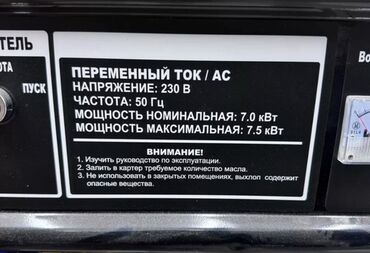 ТЕЛЬ
ОТА
ПУСК
ПЕРЕМЕННЫЙ ТОК / AC
НАПРЯЖЕНИЕ: 230 В
ЧАСТОТА: 50 Гц
МОЩНОСТЬ НОМИНАЛЬНАЯ: 7.0 кВт
МОЩНОСТЬ МАКСИМАЛЬНАЯ: 7.5 кВт
ВНИМАНИЕ!
1. Изучить руководство по эксплуатации.
2. Залить в картер требуемое количество масла.
3. Не использовать в закрытых помещениях, выхлоп содержит
опасные вещества.
Во